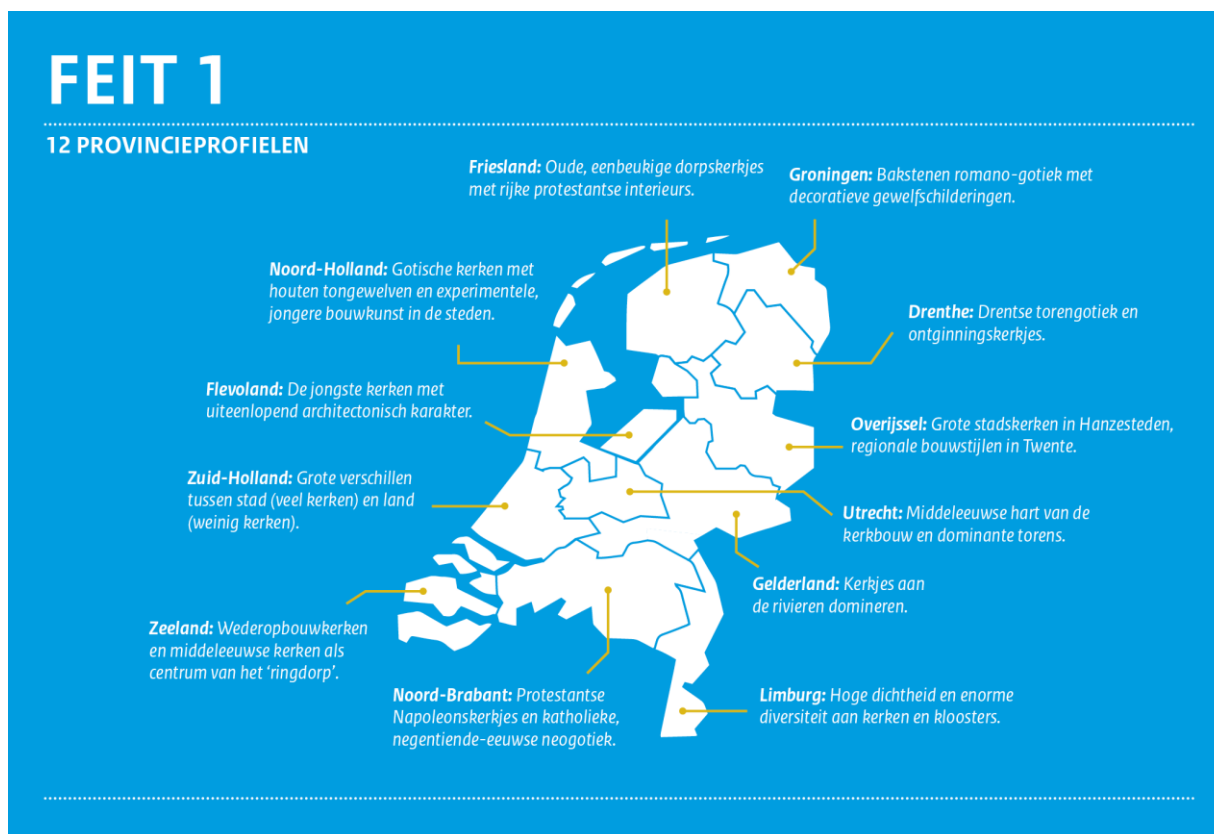 FEIT 1
12 PROVINCIEPROFIELEN
Friesland: Oude, eenbeukige dorpskerkjes
met rijke protestantse interieurs.
Groningen: Bakstenen romano-gotiek met
decoratieve gewelfschilderingen.
Noord-Holland: Gotische kerken met
houten tongewelven en experimentele,
jongere bouwkunst in de steden.
Drenthe: Drentse torengotiek en
ontginningskerkjes.
Flevoland: De jongste kerken met
uiteenlopend architectonisch karakter.
Overijssel: Grote stadskerken in Hanzesteden,
regionale bouwstijlen in Twente.
Zuid-Holland: Grote verschillen
tussen stad (veel kerken) en land
(weinig kerken).
Utrecht: Middeleeuwse hart van de
kerkbouw en dominante torens.
Gelderland: Kerkjes aan
de rivieren domineren.
Zeeland: Wederopbouwkerken
en middeleeuwse kerken als
centrum van het ‘ringdorp’.
Noord-Brabant: Protestantse
Napoleonskerkjes en katholieke,
negentiende-eeuwse neogotiek.
Limburg: Hoge dichtheid en enorme
diversiteit aan kerken en kloosters.